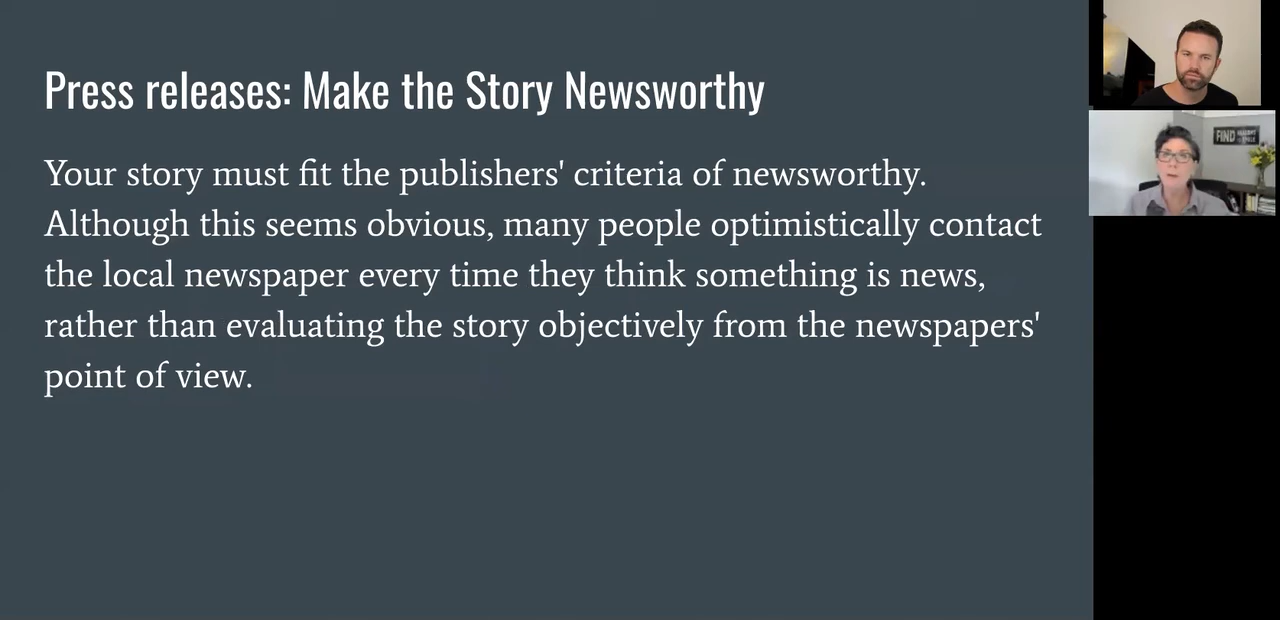 Press releases: Make the Story Newsworthy
Your story must fit the publishers' criteria of newsworthy.
Although this seems obvious, many people optimistically contact
the local newspaper every time they think something is news,
rather than evaluating the story objectively from the newspapers'
point of view.
FIND